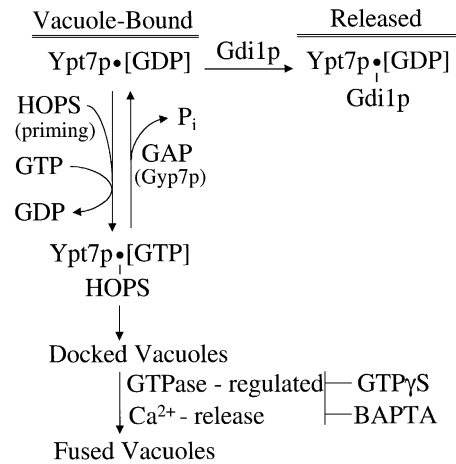 Vacuole-Bound Released
Ypt7p•[GDP] Gdi1p Ypt7p•[GDP]
Gdi1p
HOPS
(priming)
Pi
GTP
GAP
(Gyp7p)
GDP
Ypt7p•[GTP]
HOPS
Docked Vacuoles
GTPase - regulated GTPγS
Ca²⁺ - release BAPTA
Fused Vacuoles